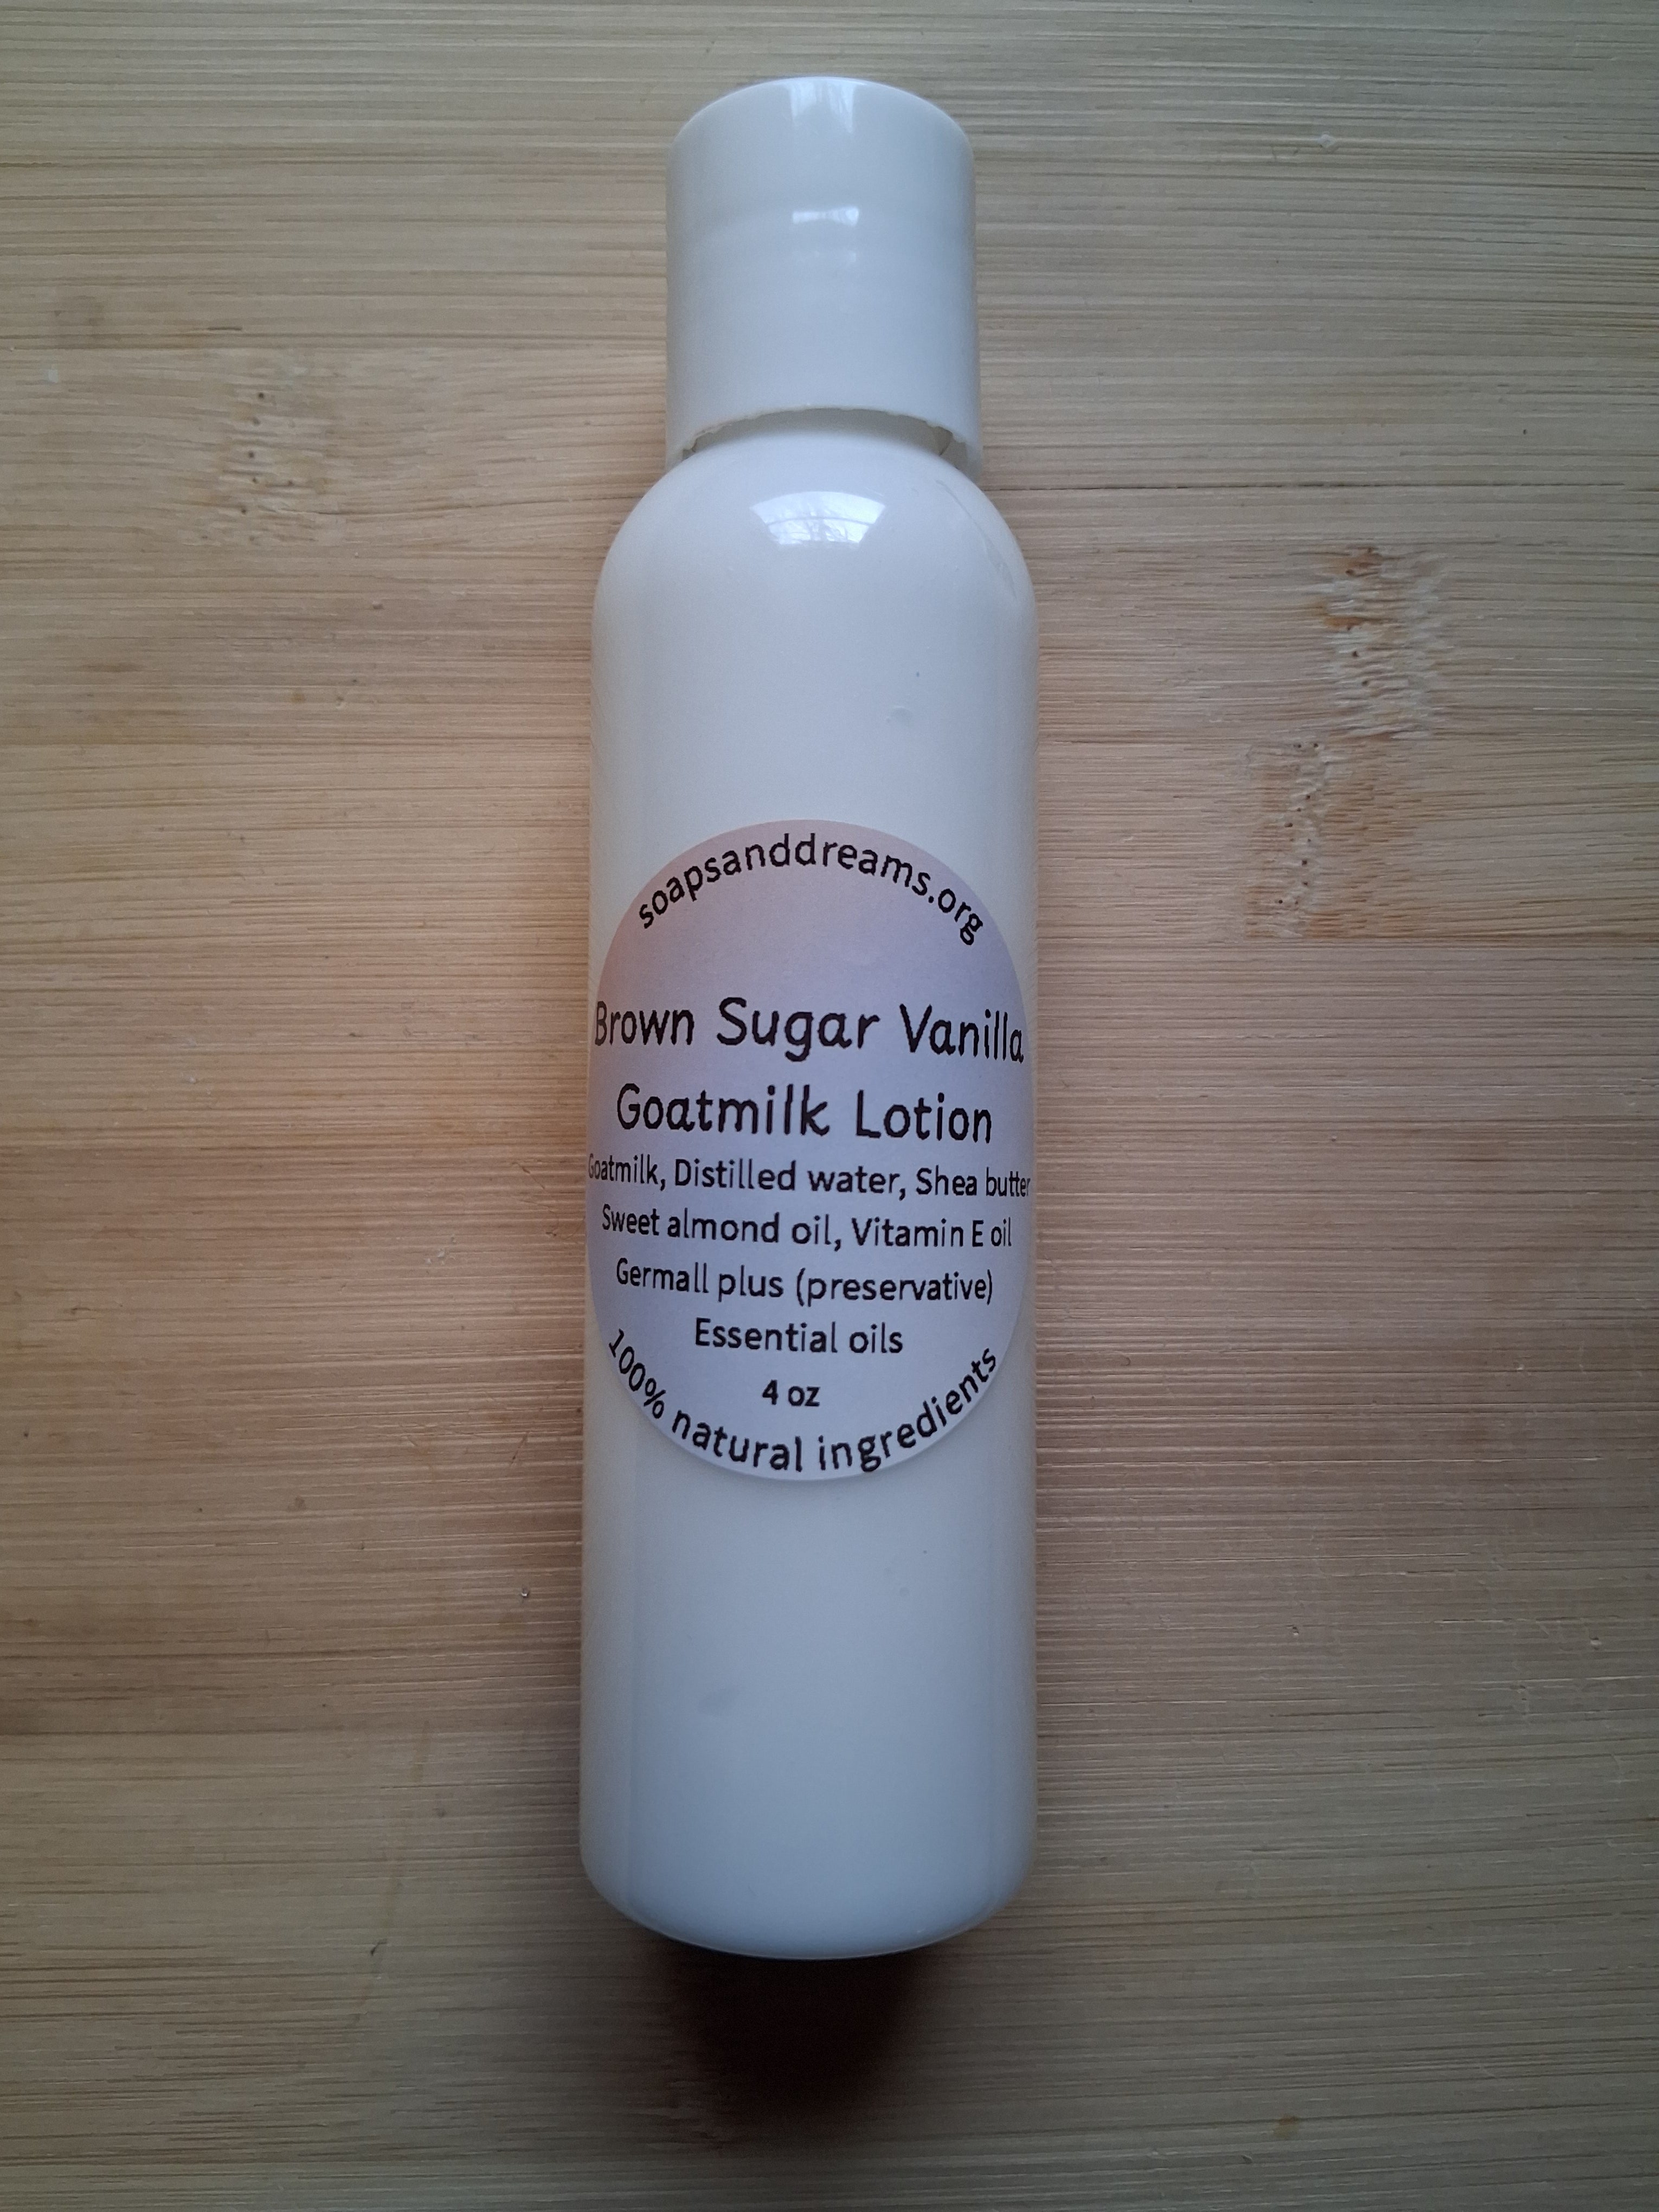 soapsanddreams.org
Brown Sugar Vanilla
Goatmilk Lotion
Goatmilk, Distilled water, Shea butter
Sweet almond oil, Vitamin E oil
Germall plus (preservative)
Essential oils
4 oz
100% natural ingredients